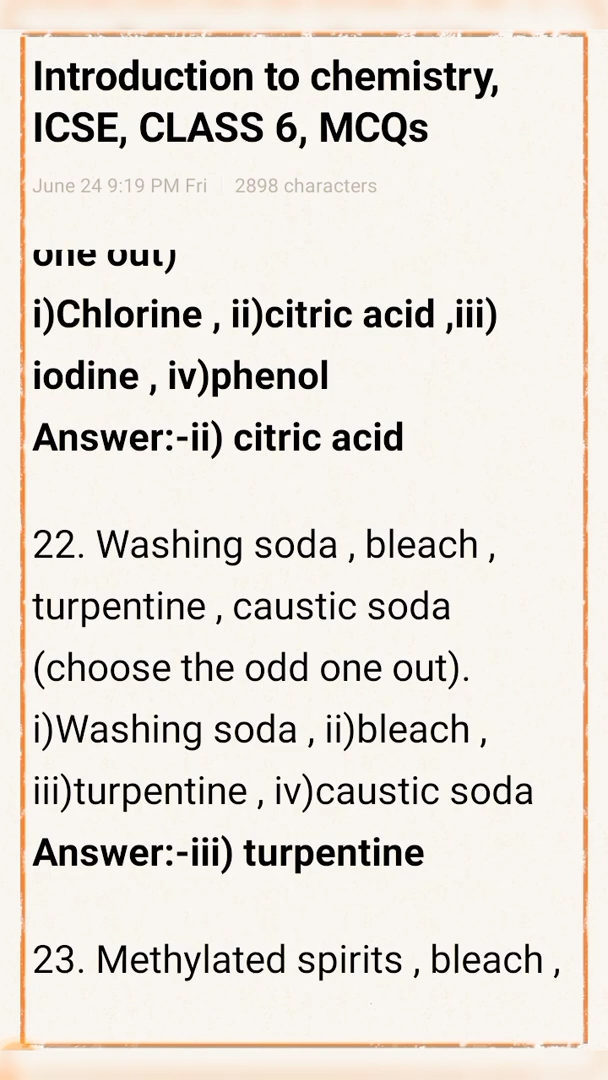 Introduction to chemistry,
ICSE, CLASS 6, MCQs
June 24 9:19 PM Fri | 2898 characters
one out)
i)Chlorine , ii)citric acid ,iii)
iodine , iv)phenol
Answer:-ii) citric acid
22. Washing soda , bleach ,
turpentine , caustic soda
(choose the odd one out).
i)Washing soda , ii)bleach ,
iii)turpentine , iv)caustic soda
Answer:-iii) turpentine
23. Methylated spirits , bleach ,